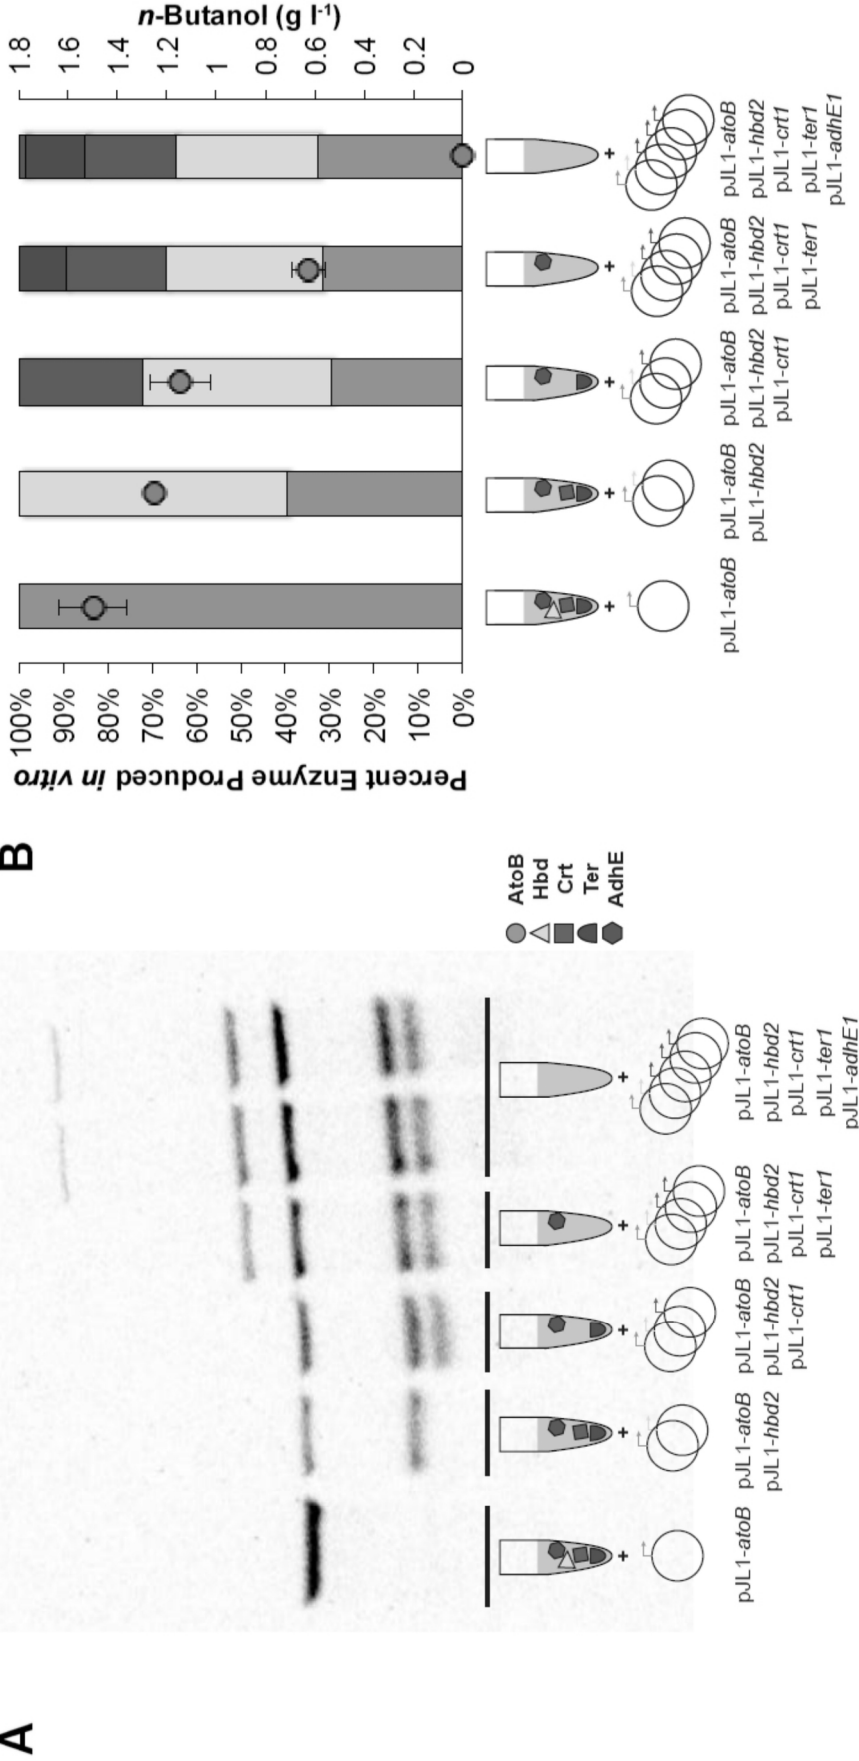 A
pJL1-atoB
+
pJL1-atoB
pJL1-hbd2
+
pJL1-atoB
pJL1-hbd2
pJL1-crt1
+
pJL1-atoB
pJL1-hbd2
pJL1-crt1
pJL1-ter1
+
pJL1-atoB
pJL1-hbd2
pJL1-crt1
pJL1-ter1
pJL1-adhE1
+
AtoB
Hbd
Crt
Ter
AdhE
B
Percent Enzyme Produced in vitro
100%
90%
80%
70%
60%
50%
40%
30%
20%
10%
0%
n-Butanol (g l-1)
1.8
1.6
1.4
1.2
1
0.8
0.6
0.4
0.2
0
+
pJL1-atoB
+
pJL1-atoB
pJL1-hbd2
+
pJL1-atoB
pJL1-hbd2
pJL1-crt1
+
pJL1-atoB
pJL1-hbd2
pJL1-crt1
pJL1-ter1
+
pJL1-atoB
pJL1-hbd2
pJL1-crt1
pJL1-ter1
pJL1-adhE1